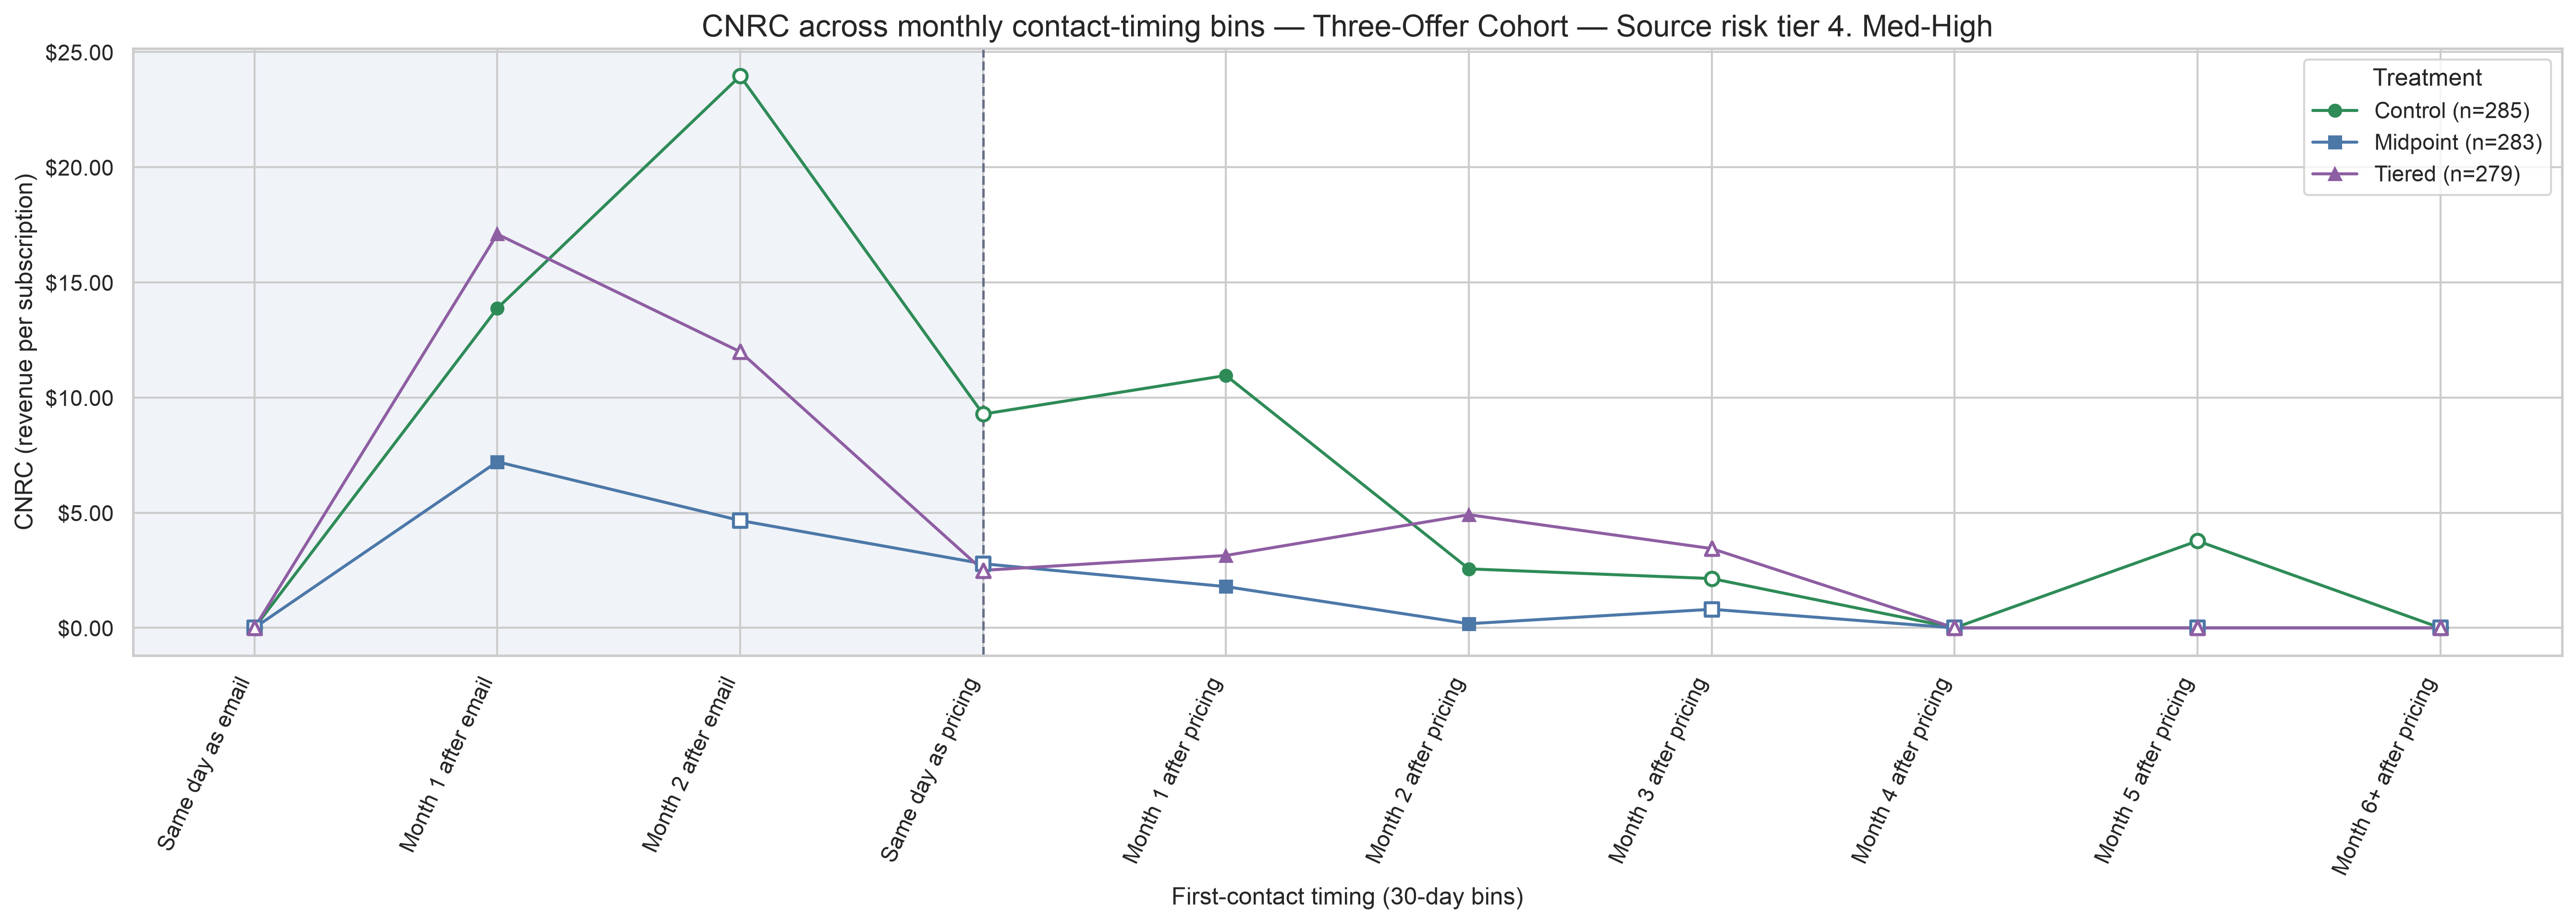 CNRC across monthly contact-timing bins — Three-Offer Cohort — Source risk tier 4. Med-High
CNRC (revenue per subscription)
$25.00
$20.00
$15.00
$10.00
$5.00
$0.00
Treatment
Control (n=285)
Midpoint (n=283)
Tiered (n=279)
Same day as email
Month 1 after email
Month 2 after email
Same day as pricing
Month 1 after pricing
Month 2 after pricing
Month 3 after pricing
Month 4 after pricing
Month 5 after pricing
Month 6+ after pricing
First-contact timing (30-day bins)